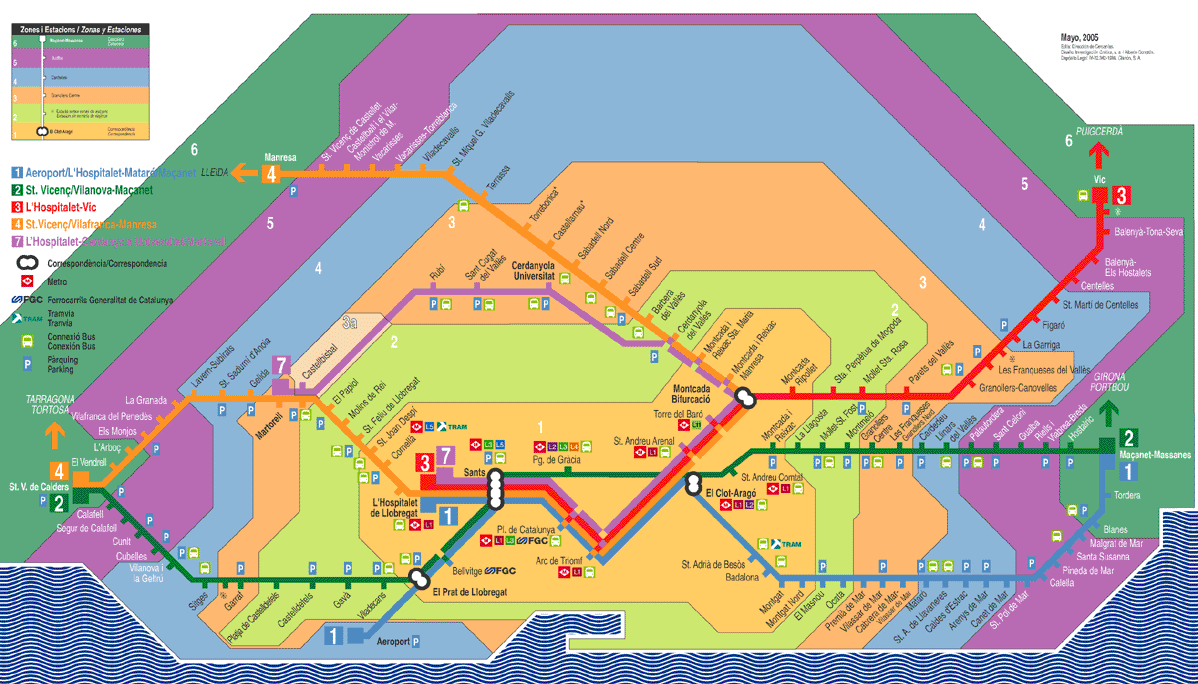 Zones i Estacions / Zonas y Estaciones
6
5
4
3
2
1
El Clot-Aragó
Mayo, 2005
1 Aeroport/L'Hospitalet-Mataró-Maçanet
2 St. Vicenç/Vilanova-Maçanet
3 L'Hospitalet-Vic
4 St.Vicenç/Vilafranca-Manresa
7
Correspondència/Correspondencia
Metro
FGC Ferrocarrils Generalitat de Catalunya
TRAM Tramvia
Tranvia
Connexió Bus
Conexión Bus
P Pàrquing
Parking
6
5
4
3
3a
2
1
2
3
4
5
6
LLEIDA
Manresa
4
St. Vicenç de Castellet
Castellbell i el Vilar-
Monistrol de M.
Vacarisses
Vacarisses-Torreblanca
Viladecavalls
St. Miquel G. Viladecavalls
Terrassa
Torrebonica*
Castellarnau*
Sabadell Nord
Sabadell Centre
Sabadell Sud
Barberà
del Vallès
Cerdanyola
del Vallès
Montcada i
Reixac Sta. Maria
Montcada i Reixac
Manresa
Rubí
Sant Cugat
del Vallès
Cerdanyola
Universitat
7
Castellbisbal
PUIGCERDÀ
Vic
3
Balenyà-Tona-Seva
Balenyà-
Els Hostalets
Centelles
St. Martí de Centelles
Figaró
La Garriga
Les Franqueses del Vallès
Granollers-Canovelles
Parets del Vallès
Mollet Sta. Rosa
Sta. Perpètua de Mogoda
Montcada
Ripollet
Montcada
Bifurcació
Torre del Baró
St. Andreu Arenal
TARRAGONA
TORTOSA
4
El Vendrell
L'Arboç
Els Monjos
Vilafranca del Penedès
La Granada
Lavern-Subirats
St. Sadurní d'Anoia
Gelida
Martorell
El Papiol
Molins de Rei
St. Feliu de Llobregat
St. Joan Despí
Cornellà
TRAM
3
7
L'Hospitalet
de Llobregat
1
Sants
Pg. de Gràcia
Pl. de Catalunya
FGC
Arc de Triomf
El Clot-Aragó
St. Andreu Comtal
Montcada i
Reixac
La Llagosta
Mollet-St. Fost
Montmeló
Granollers
Centre
Les Franqueses
Granollers Nord
Cardedeu
Llinars
del Vallès
Palautordera
Sant Celoni
Gualba
Riells
Viabrea-Breda
Hostalric
GIRONA
PORTBOU
2
Maçanet-Massanes
1
Tordera
Blanes
Malgrat de Mar
Santa Susanna
Pineda de Mar
Calella
St. Pol de Mar
Canet de Mar
Arenys de Mar
Caldes d'Estrac
St. A. de Llavaneres
Mataró
Cabrera de Mar-
Vilassar de Mar
Vilassar de Mar
Premià de Mar
Ocata
El Masnou
Montgat Nord
Montgat
Badalona
St. Adrià de Besòs
TRAM
St. V. de Calders
2
Calafell
Segur de Calafell
Cunit
Cubelles
Vilanova i
la Geltrú
Sitges
Garraf
Platja de Castelldefels
Castelldefels
Gavà
Viladecans
El Prat de Llobregat
Bellvitge
FGC
1
Aeroport
P